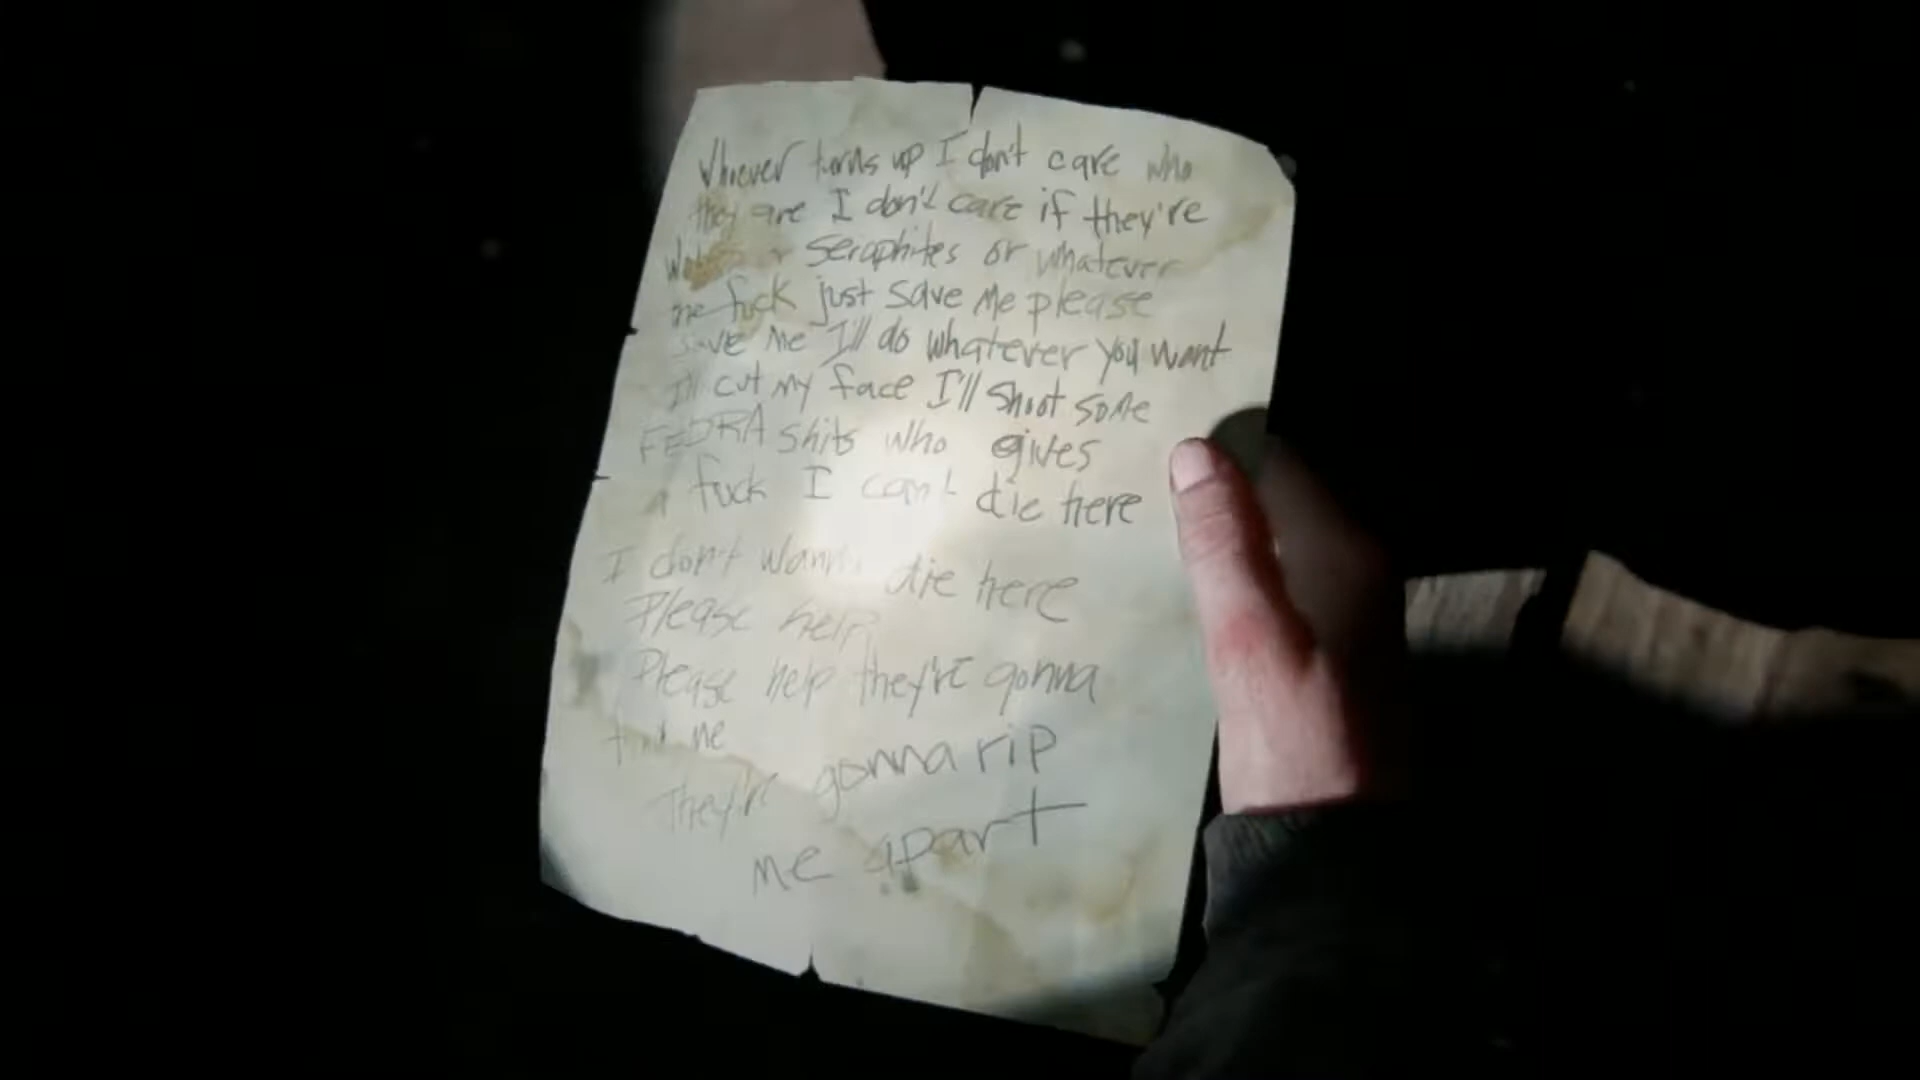 Whoever turns up I don't care who
they are I don't care if they're
Seraphites or whatever
the fuck just save me please
save me I'll do whatever you want
I'll cut my face I'll shoot some
FEDRA shits who gives
a fuck I can't die here
I don't wanna die here
Please help
Please help they're gonna
find me
They're gonna rip
me apart